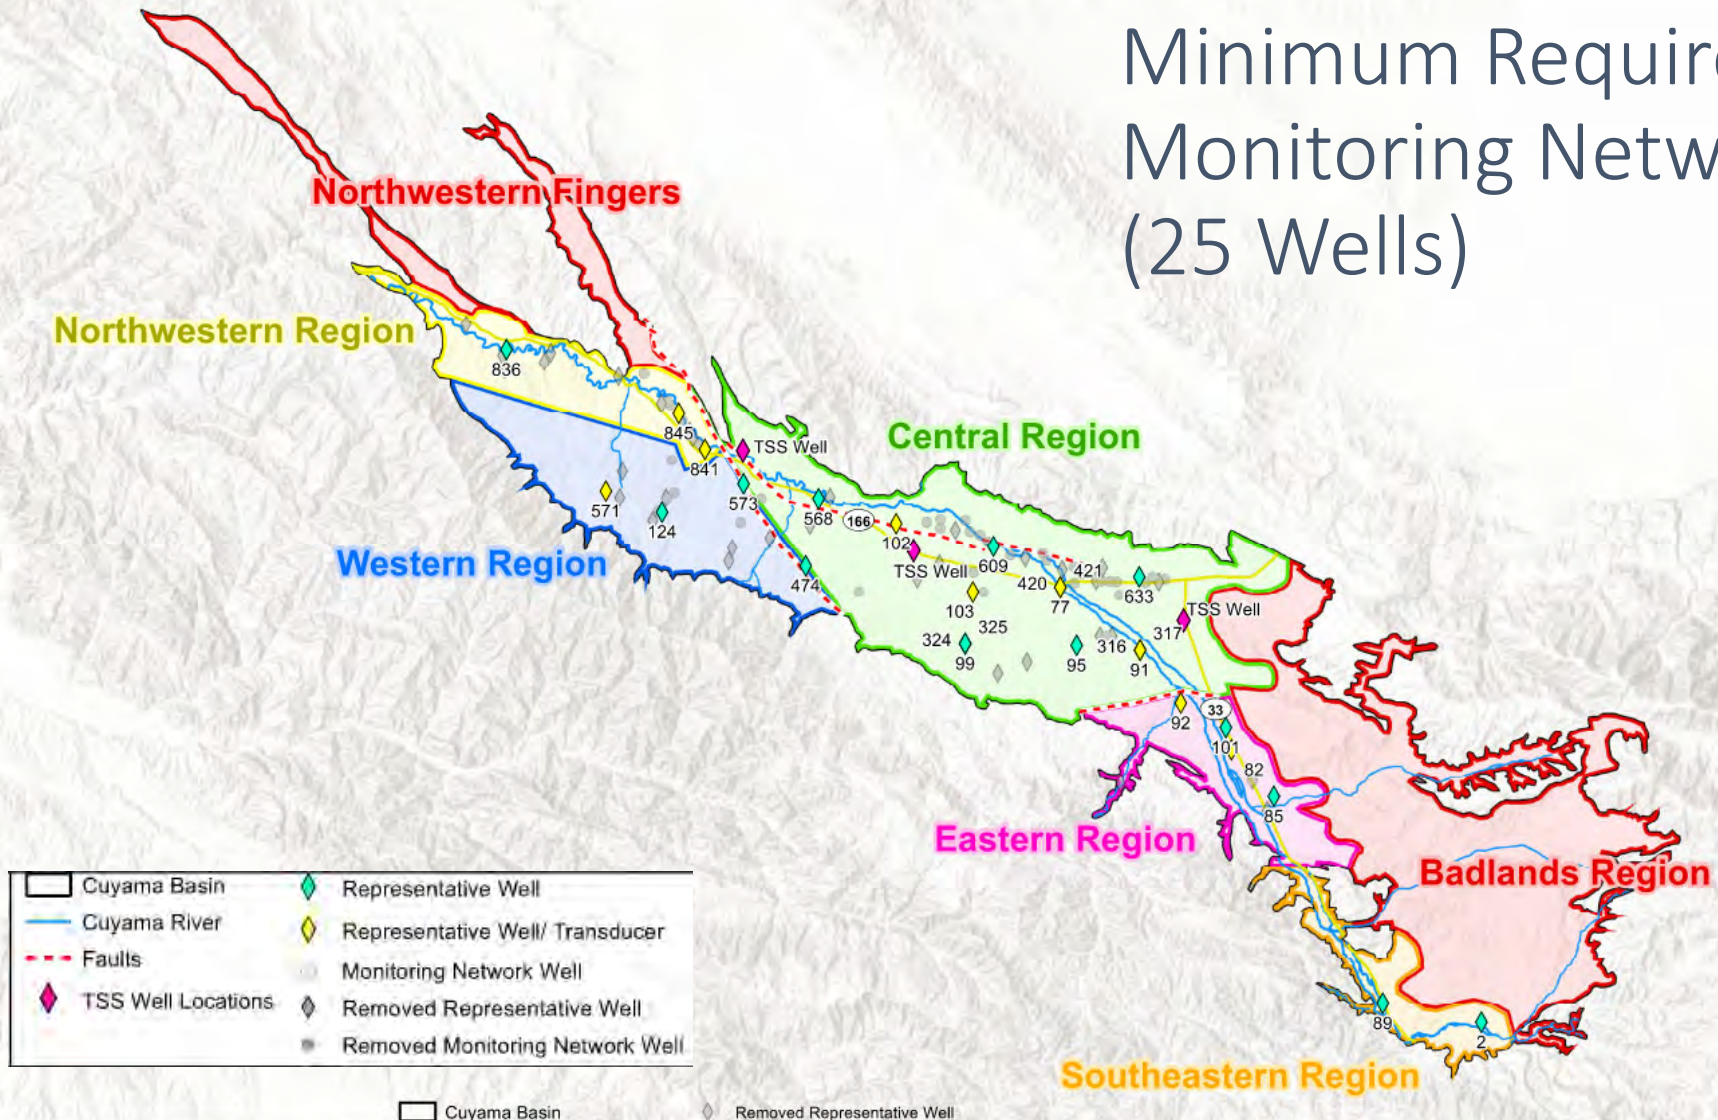 Minimum Require
Monitoring Netw
(25 Wells)
Northwestern Fingers
Northwestern Region
836
845
841
TSS Well
Central Region
571
124
573
568
166
102
TSS Well
609
420
421
77
633
TSS Well
Western Region
474
103
325
324
99
95
316
317
91
92
33
101
82
85
Eastern Region
Badlands Region
89
2
Southeastern Region
Cuyama Basin
Cuyama River
Faults
TSS Well Locations
Representative Well
Representative Well/ Transducer
Monitoring Network Well
Removed Representative Well
Removed Monitoring Network Well
Cuyama Basin
Removed Representative Well